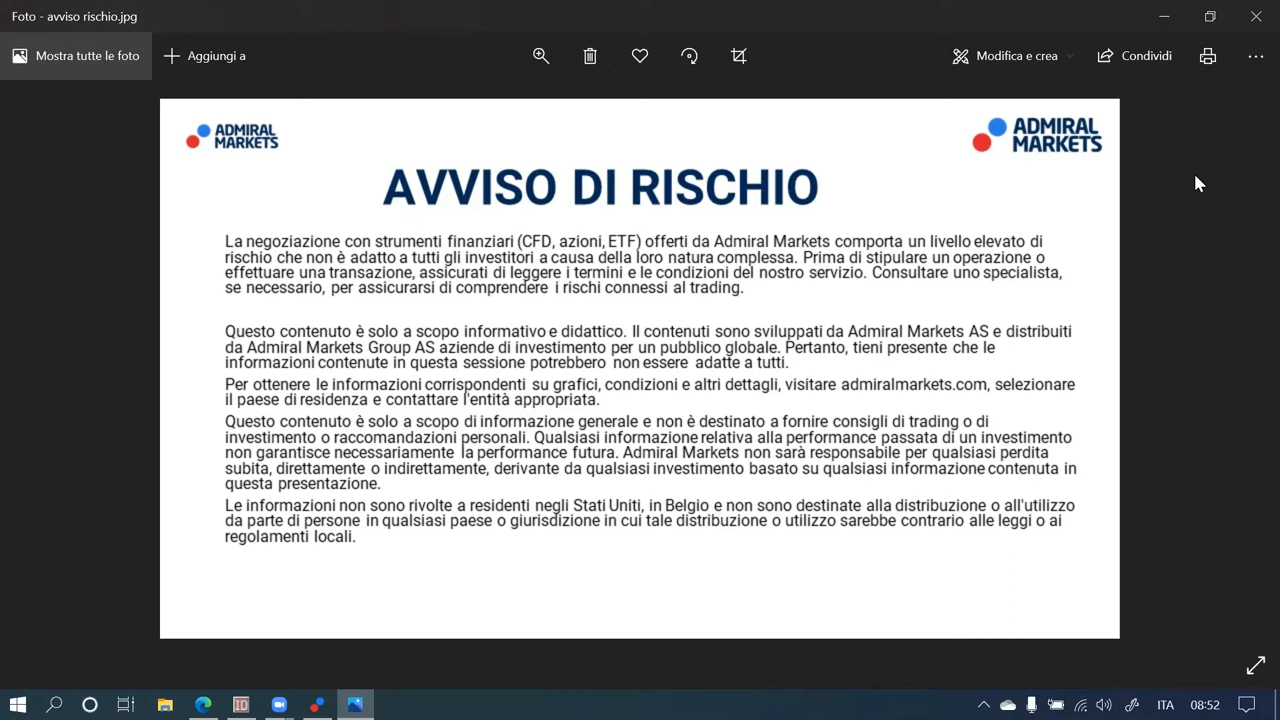 Foto - avviso rischio.jpg
Mostra tutte le foto
Aggiungi a
Modifica e crea
Condividi
ADMIRAL
MARKETS
ADMIRAL
MARKETS
AVVISO DI RISCHIO
La negoziazione con strumenti finanziari (CFD, azioni, ETF) offerti da Admiral Markets comporta un livello elevato di
rischio che non è adatto a tutti gli investitori a causa della loro natura complessa. Prima di stipulare un operazione o
effettuare una transazione, assicurati di leggere i termini e le condizioni del nostro servizio. Consultare uno specialista,
se necessario, per assicurarsi di comprendere i rischi connessi al trading.
Questo contenuto è solo a scopo informativo e didattico. Il contenuti sono sviluppati da Admiral Markets AS e distribuiti
da Admiral Markets Group AS aziende di investimento per un pubblico globale. Pertanto, tieni presente che le
informazioni contenute in questa sessione potrebbero non essere adatte a tutti.
Per ottenere le informazioni corrispondenti su grafici, condizioni e altri dettagli, visitare admiralmarkets.com, selezionare
il paese di residenza e contattare l'entità appropriata.
Questo contenuto è solo a scopo di informazione generale e non è destinato a fornire consigli di trading o di
investimento o raccomandazioni personali. Qualsiasi informazione relativa alla performance passata di un investimento
non garantisce necessariamente la performance futura. Admiral Markets non sarà responsabile per qualsiasi perdita
subita, direttamente o indirettamente, derivante da qualsiasi investimento basato su qualsiasi informazione contenuta in
questa presentazione.
Le informazioni non sono rivolte a residenti negli Stati Uniti, in Belgio e non sono destinate alla distribuzione o all'utilizzo
da parte di persone in qualsiasi paese o giurisdizione in cui tale distribuzione o utilizzo sarebbe contrario alle leggi o ai
regolamenti locali.
ITA
08:52